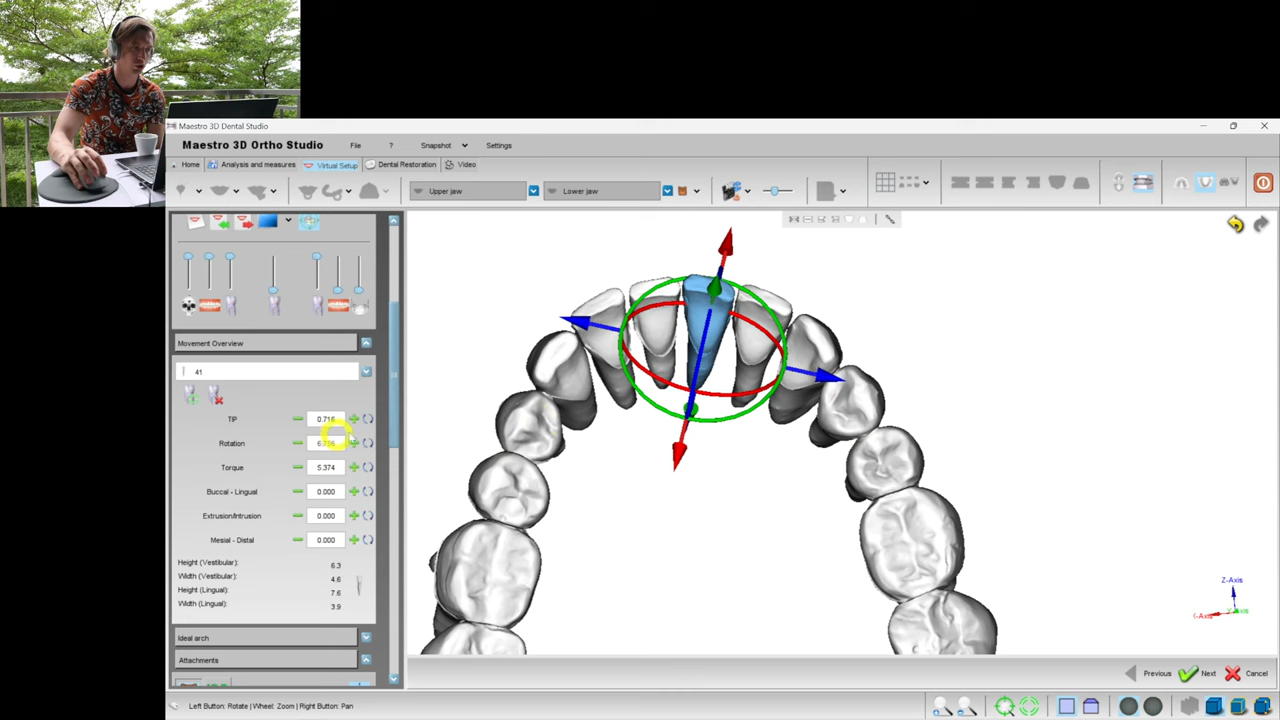 Maestro 3D Dental Studio
Maestro 3D Ortho Studio File ? Snapshot Settings
Home Analysis and measures Virtual Setup Dental Restoration Video
Upper jaw Lower jaw
Movement Overview
41
TIP 0.716
Rotation
Torque 5.374
Buccal - Lingual 0.000
Extrusion/Intrusion 0.000
Mesial - Distal 0.000
Height (Vestibular): 6.3
Width (Vestibular): 4.6
Height (Lingual): 7.6
Width (Lingual): 3.9
Ideal arch
Attachments
Z-Axis
Previous Next Cancel
Left Button: Rotate | Wheel: Zoom | Right Button: Pan